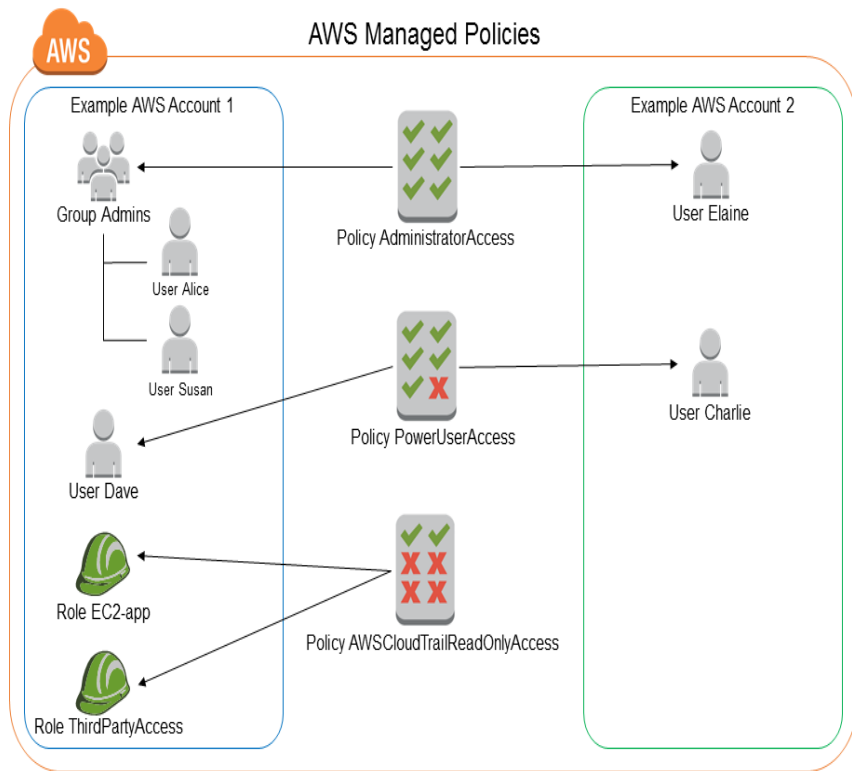 AWS
AWS Managed Policies
Example AWS Account 1
Example AWS Account 2
Group Admins
User Elaine
Policy AdministratorAccess
User Alice
User Susan
User Charlie
Policy PowerUserAccess
User Dave
Role EC2-app
Policy AWSCloudTrailReadOnlyAccess
Role ThirdPartyAccess